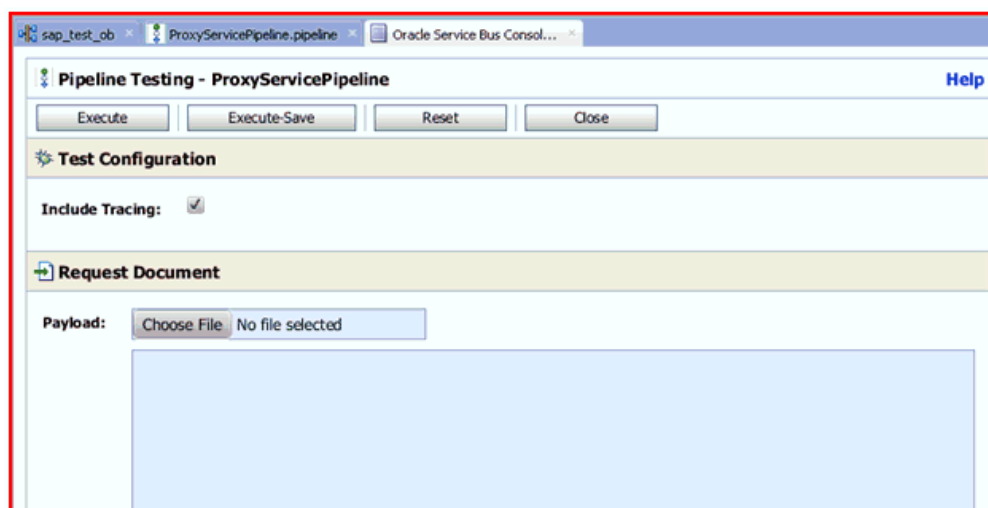 sap_test_ob ProxyServicePipeline.pipeline Oracle Service Bus Consol...
Pipeline Testing - ProxyServicePipeline Help
Execute Execute-Save Reset Close
Test Configuration
Include Tracing:
Request Document
Payload: Choose File No file selected